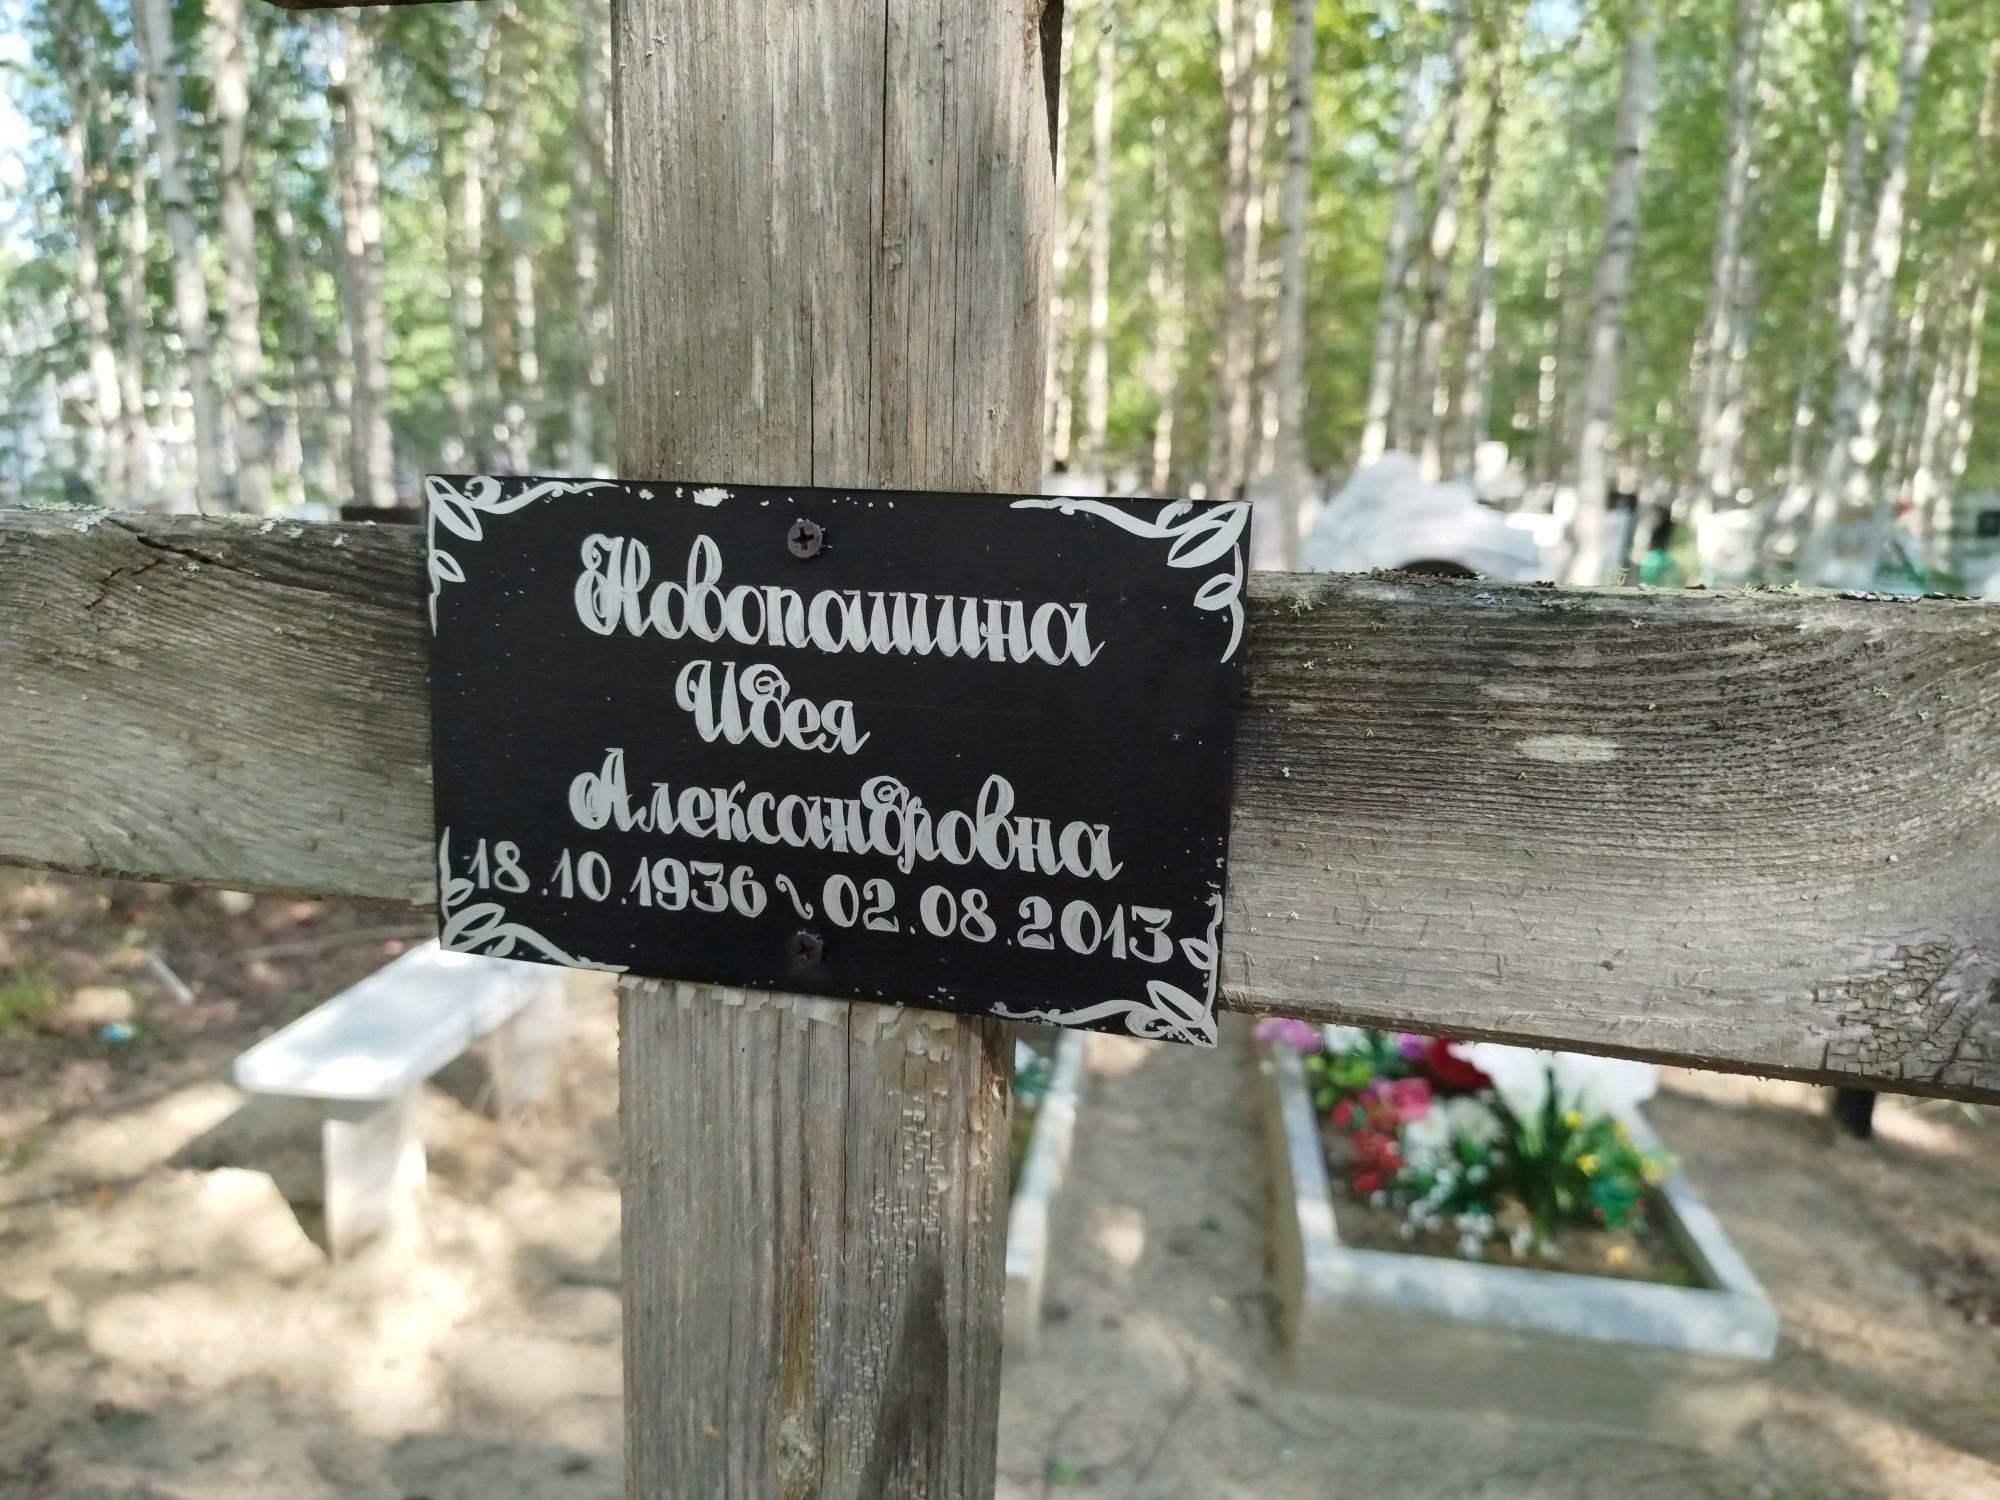 Новопашина
Идея
Александровна
18.10.1936 ~ 02.08.2013